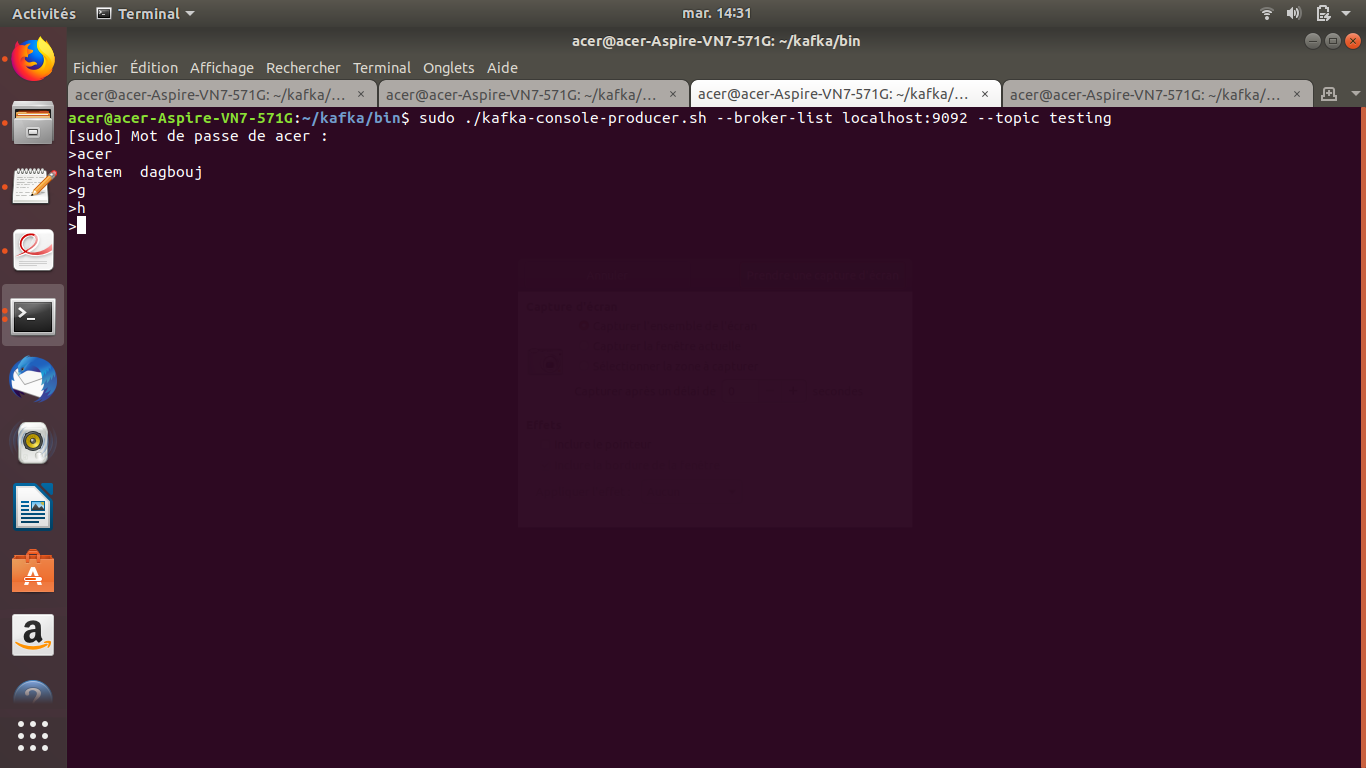 Activités Terminal mar. 14:31
acer@acer-Aspire-VN7-571G: ~/kafka/bin
Fichier Édition Affichage Rechercher Terminal Onglets Aide
acer@acer-Aspire-VN7-571G: ~/kafka/… × acer@acer-Aspire-VN7-571G: ~/kafka/… × acer@acer-Aspire-VN7-571G: ~/kafka/… × acer@acer-Aspire-VN7-571G: ~/kafka/… ×
acer@acer-Aspire-VN7-571G:~/kafka/bin$ sudo ./kafka-console-producer.sh --broker-list localhost:9092 --topic testing
[sudo] Mot de passe de acer :
>acer
>hatem  dagbouj
>g
>h
>